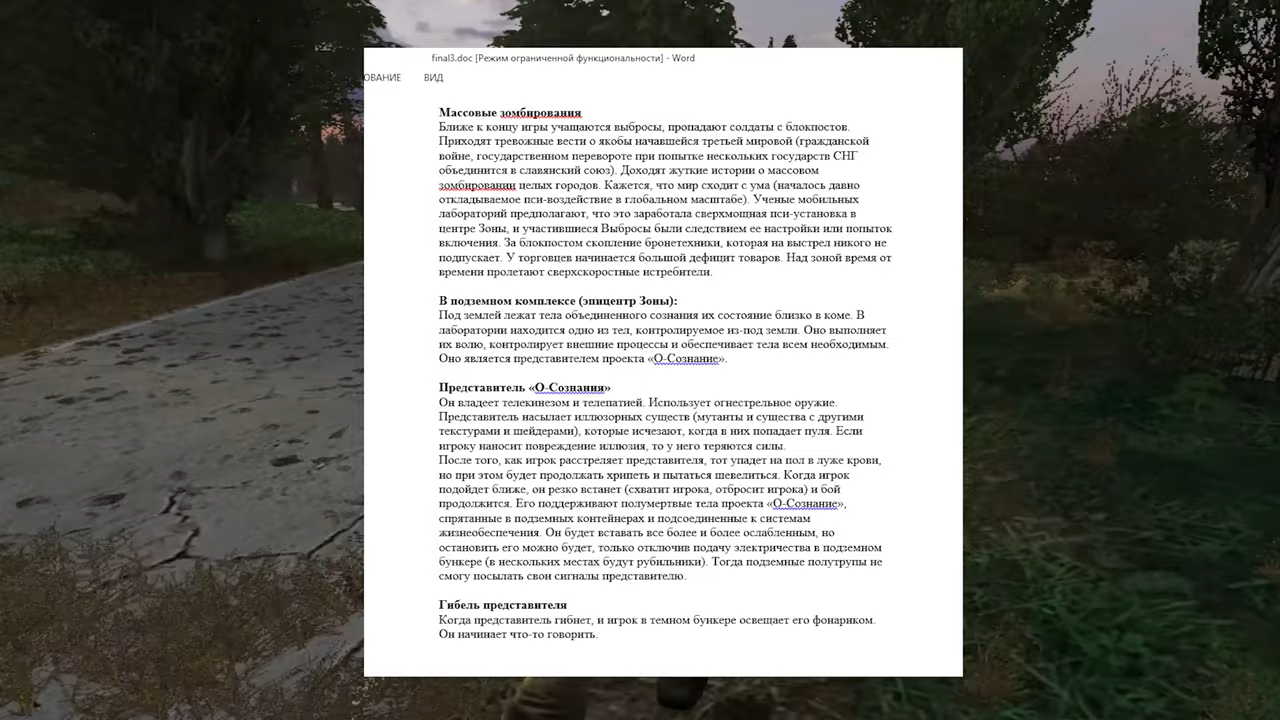 final3.doc [Режим ограниченной функциональности] - Word
ОВАНИЕ ВИД
Массовые зомбирования
Ближе к концу игры учащаются выбросы, пропадают солдаты с блокпостов.
Приходят тревожные вести о якобы начавшейся третьей мировой (гражданской
войне, государственном перевороте при попытке нескольких государств СНГ
объединится в славянский союз). Доходят жуткие истории о массовом
зомбировании целых городов. Кажется, что мир сходит с ума (началось давно
откладываемое пси-воздействие в глобальном масштабе). Ученые мобильных
лабораторий предполагают, что это заработала сверхмощная пси-установка в
центре Зоны, и участившиеся Выбросы были следствием ее настройки или попыток
включения. За блокпостом скопление бронетехники, которая на выстрел никого не
подпускает. У торговцев начинается большой дефицит товаров. Над зоной время от
времени пролетают сверхскоростные истребители.
В подземном комплексе (эпицентр Зоны):
Под землей лежат тела объединенного сознания их состояние близко в коме. В
лаборатории находится одно из тел, контролируемое из-под земли. Оно выполняет
их волю, контролирует внешние процессы и обеспечивает тела всем необходимым.
Оно является представителем проекта «О-Сознание».
Представитель «О-Сознания»
Он владеет телекинезом и телепатией. Использует огнестрельное оружие.
Представитель насылает иллюзорных существ (мутанты и существа с другими
текстурами и шейдерами), которые исчезают, когда в них попадает пуля. Если
игроку наносит повреждение иллюзия, то у него теряются силы.
После того, как игрок расстреляет представителя, тот упадет на пол в луже крови,
но при этом будет продолжать хрипеть и пытаться шевелиться. Когда игрок
подойдет ближе, он резко встанет (схватит игрока, отбросит игрока) и бой
продолжится. Его поддерживают полумертвые тела проекта «О-Сознание»,
спрятанные в подземных контейнерах и подсоединенные к системам
жизнеобеспечения. Он будет вставать все более и более ослабленным, но
остановить его можно будет, только отключив подачу электричества в подземном
бункере (в нескольких местах будут рубильники). Тогда подземные полутрупы не
смогу посылать свои сигналы представителю.
Гибель представителя
Когда представитель гибнет, и игрок в темном бункере освещает его фонариком.
Он начинает что-то говорить.